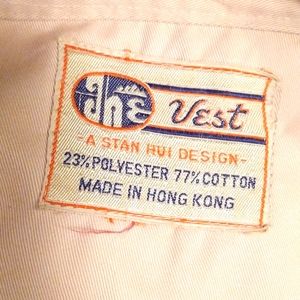 the Vest
-A STAN HUI DESIGN-
23% POLYESTER 77% COTTON
MADE IN HONG KONG